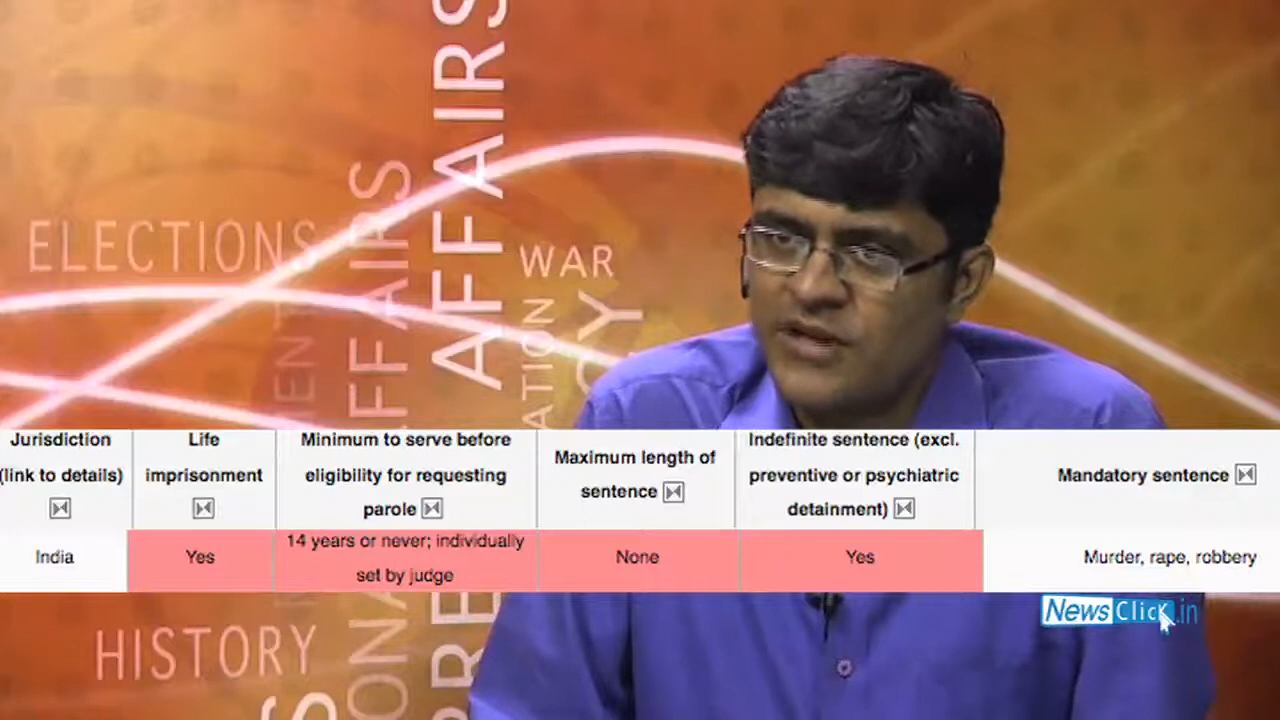 AFFAIRS
AFFAIRS
ELECTIONS
WAR
Jurisdiction
(link to details)
Life
imprisonment
Minimum to serve before
eligibility for requesting
parole
Maximum length of
sentence
Indefinite sentence (excl.
preventive or psychiatric
detainment)
Mandatory sentence
India
Yes
14 years or never; individually
set by judge
None
Yes
Murder, rape, robbery
NewsClick.in
HISTORY